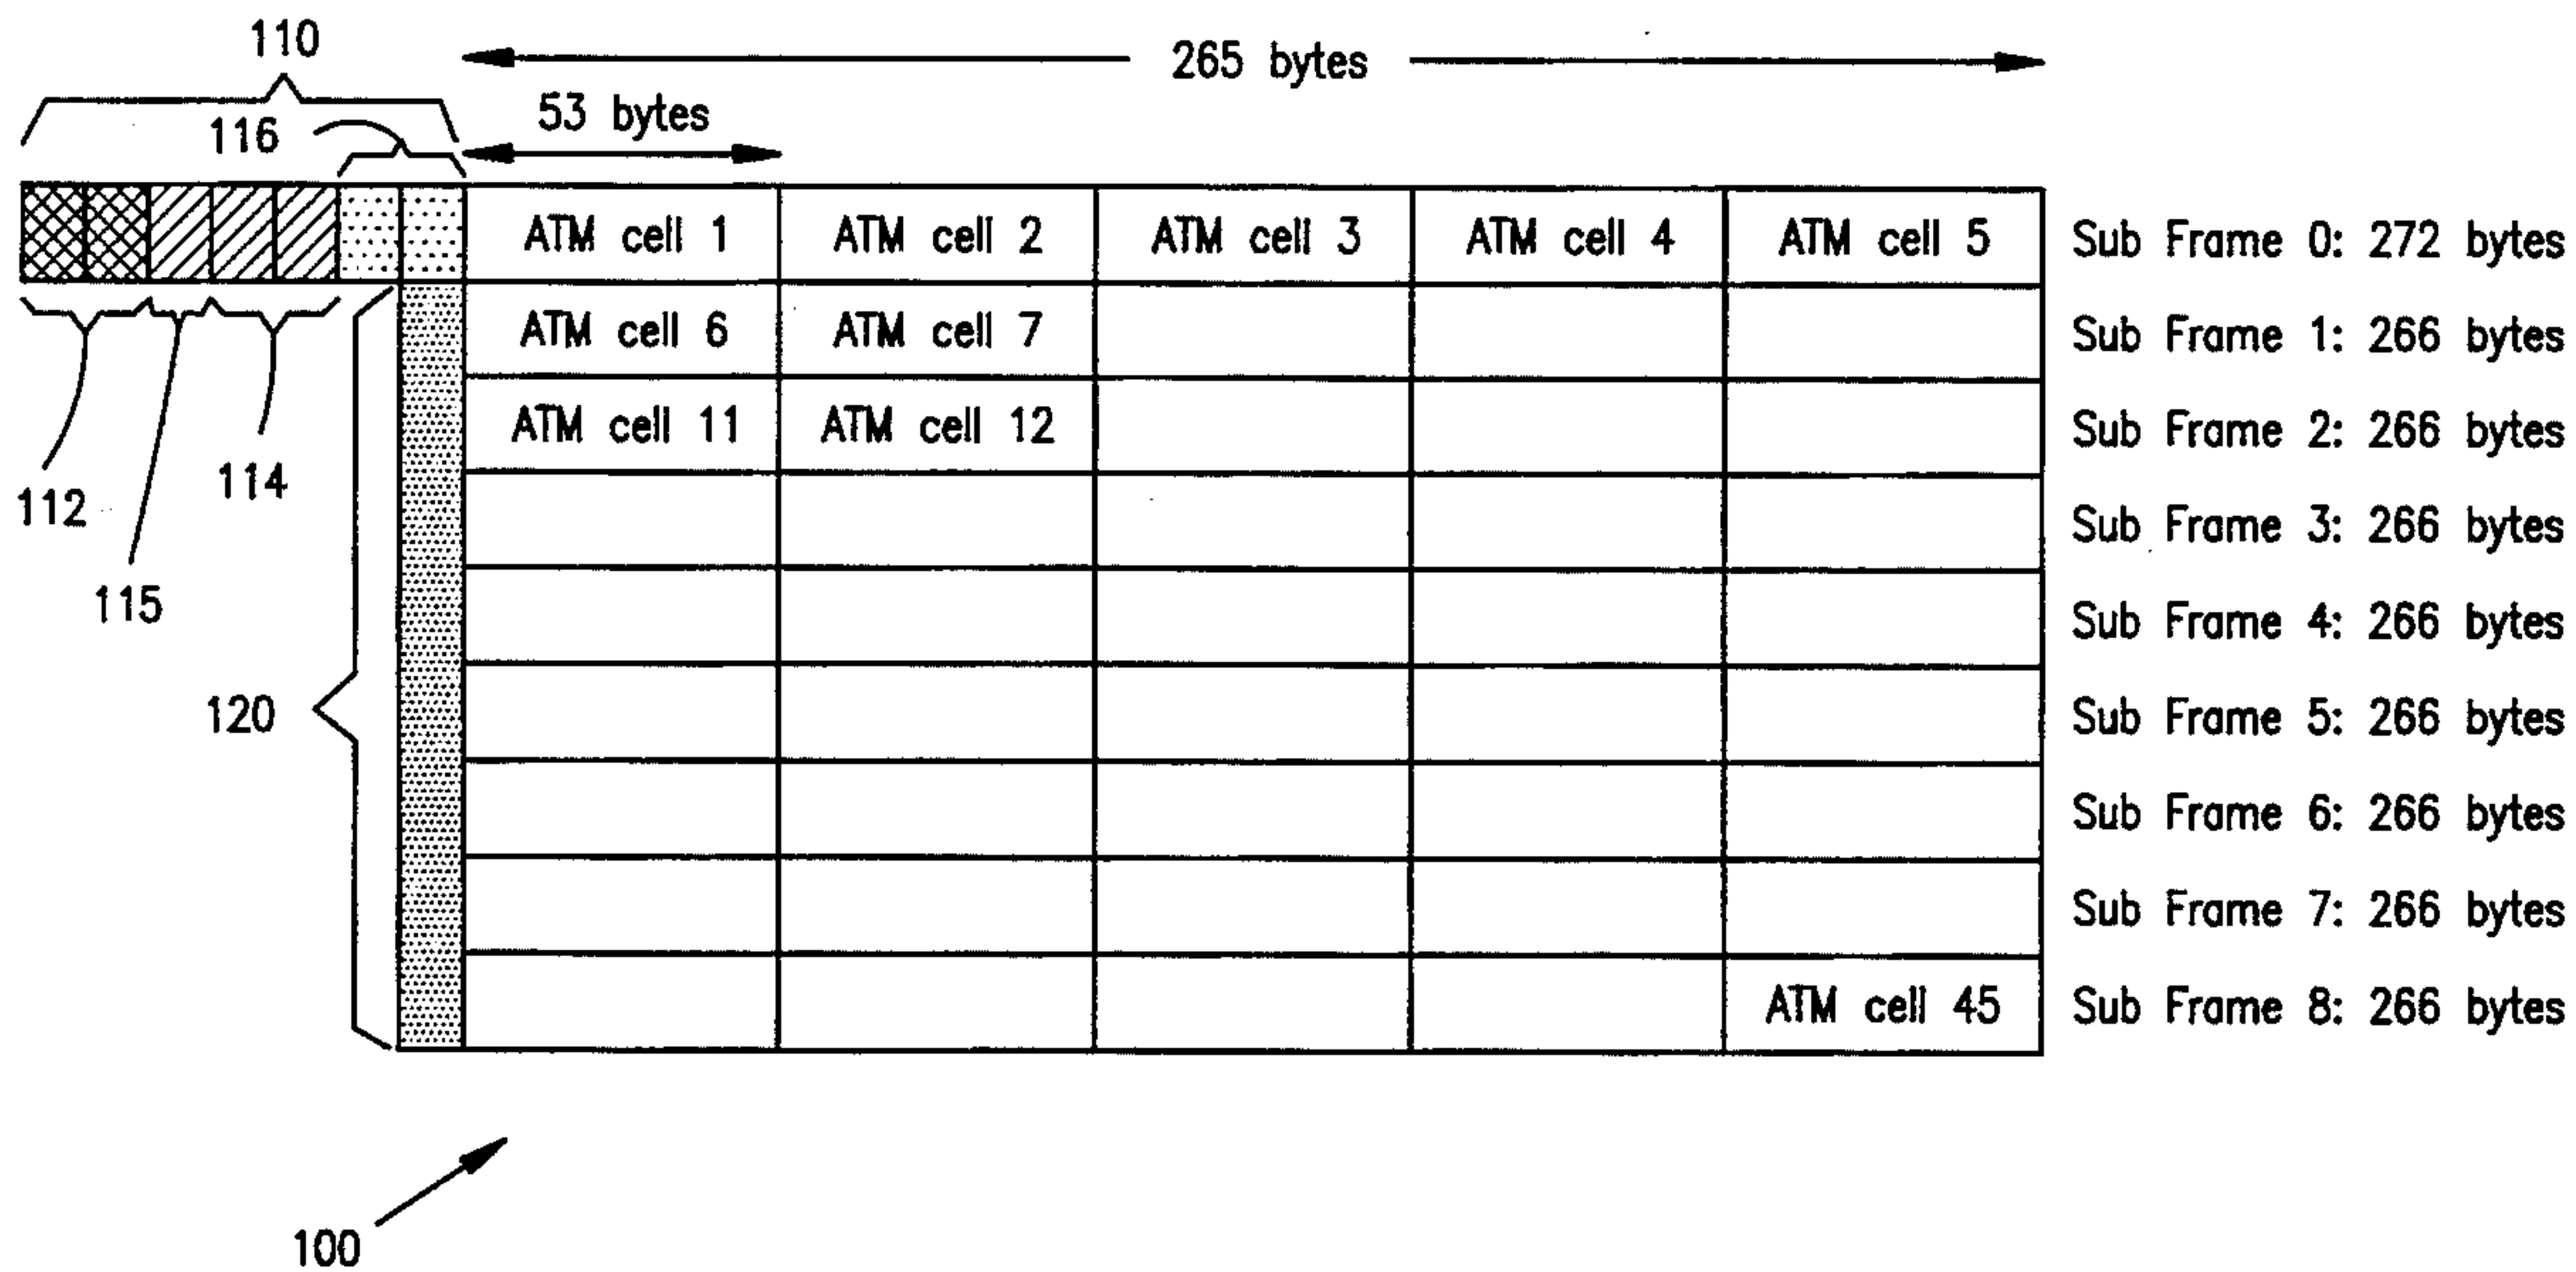 110
265 bytes
116
53 bytes
ATM cell 1 ATM cell 2 ATM cell 3 ATM cell 4 ATM cell 5 Sub Frame 0: 272 bytes
ATM cell 6 ATM cell 7 Sub Frame 1: 266 bytes
ATM cell 11 ATM cell 12 Sub Frame 2: 266 bytes
114
112
Sub Frame 3: 266 bytes
115
Sub Frame 4: 266 bytes
120
Sub Frame 5: 266 bytes
Sub Frame 6: 266 bytes
Sub Frame 7: 266 bytes
ATM cell 45 Sub Frame 8: 266 bytes
100